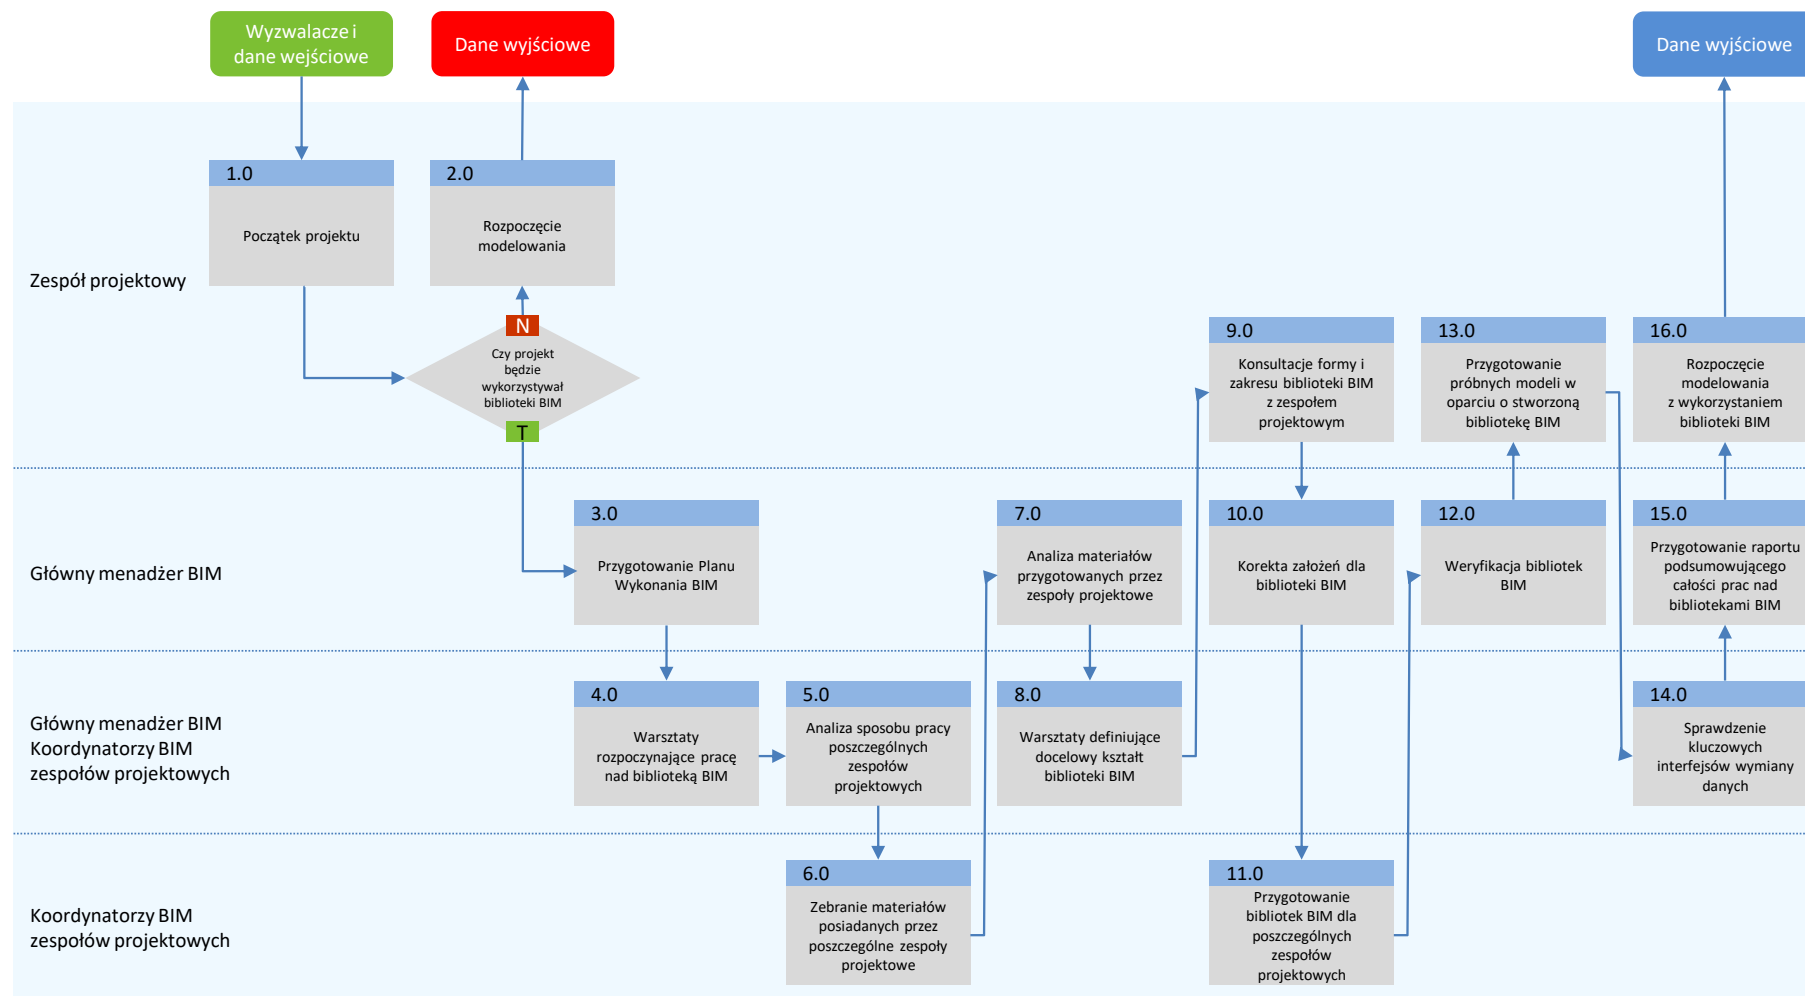 Wyzwalacze i
dane wejściowe
Dane wyjściowe
Dane wyjściowe
Zespół projektowy
1.0
Początek projektu
2.0
Rozpoczęcie
modelowania
N
Czy projekt
będzie
wykorzystywał
biblioteki BIM
T
9.0
Konsultacje formy i
zakresu biblioteki BIM
z zespołem
projektowym
13.0
Przygotowanie
próbnych modeli w
oparciu o stworzoną
bibliotekę BIM
16.0
Rozpoczęcie
modelowania
z wykorzystaniem
biblioteki BIM
Główny menadżer BIM
3.0
Przygotowanie Planu
Wykonania BIM
7.0
Analiza materiałów
przygotowanych przez
zespoły projektowe
10.0
Korekta założeń dla
biblioteki BIM
12.0
Weryfikacja bibliotek
BIM
15.0
Przygotowanie raportu
podsumowującego
całości prac nad
bibliotekami BIM
Główny menadżer BIM
Koordynatorzy BIM
zespołów projektowych
4.0
Warsztaty
rozpoczynające pracę
nad biblioteką BIM
5.0
Analiza sposobu pracy
poszczególnych
zespołów
projektowych
8.0
Warsztaty definiujące
docelowy kształt
biblioteki BIM
14.0
Sprawdzenie
kluczowych
interfejsów wymiany
danych
Koordynatorzy BIM
zespołów projektowych
6.0
Zebranie materiałów
posiadanych przez
poszczególne zespoły
projektowe
11.0
Przygotowanie
bibliotek BIM dla
poszczególnych
zespołów
projektowych